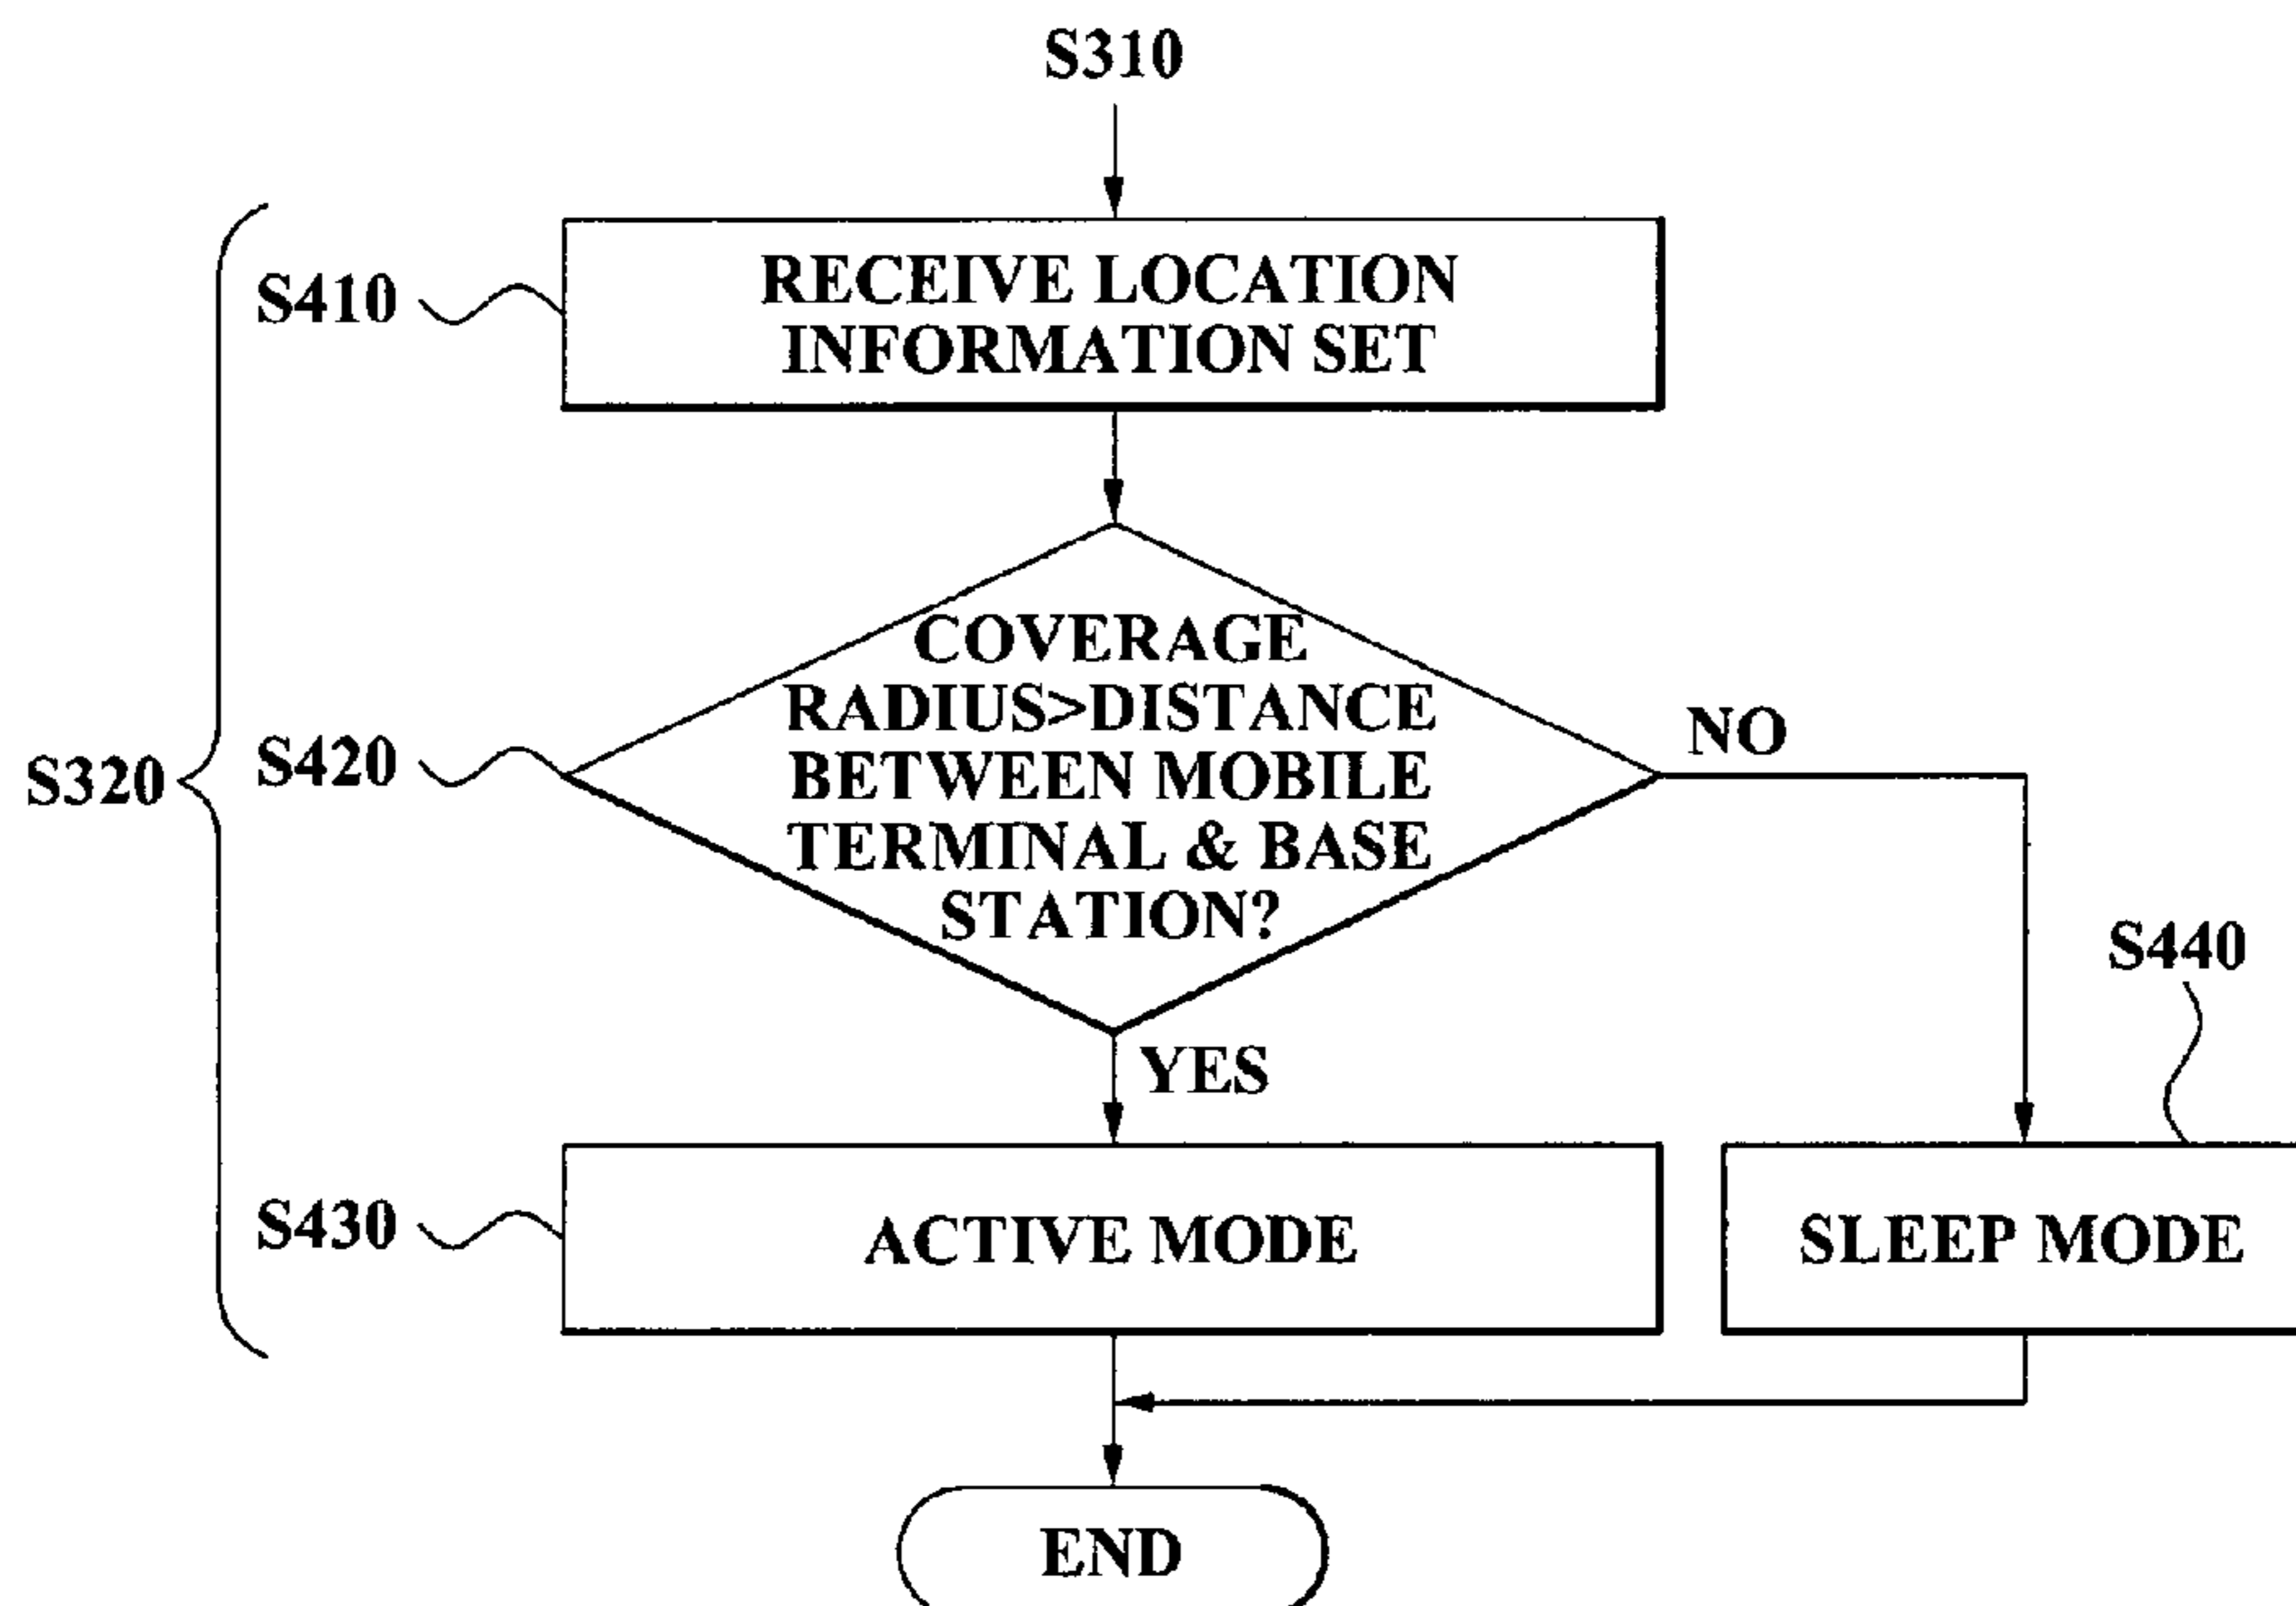 S310
S410
RECEIVE LOCATION
INFORMATION SET
S320
S420
COVERAGE
RADIUS>DISTANCE
BETWEEN MOBILE
TERMINAL & BASE
STATION?
NO
YES
S440
S430
ACTIVE MODE
SLEEP MODE
END